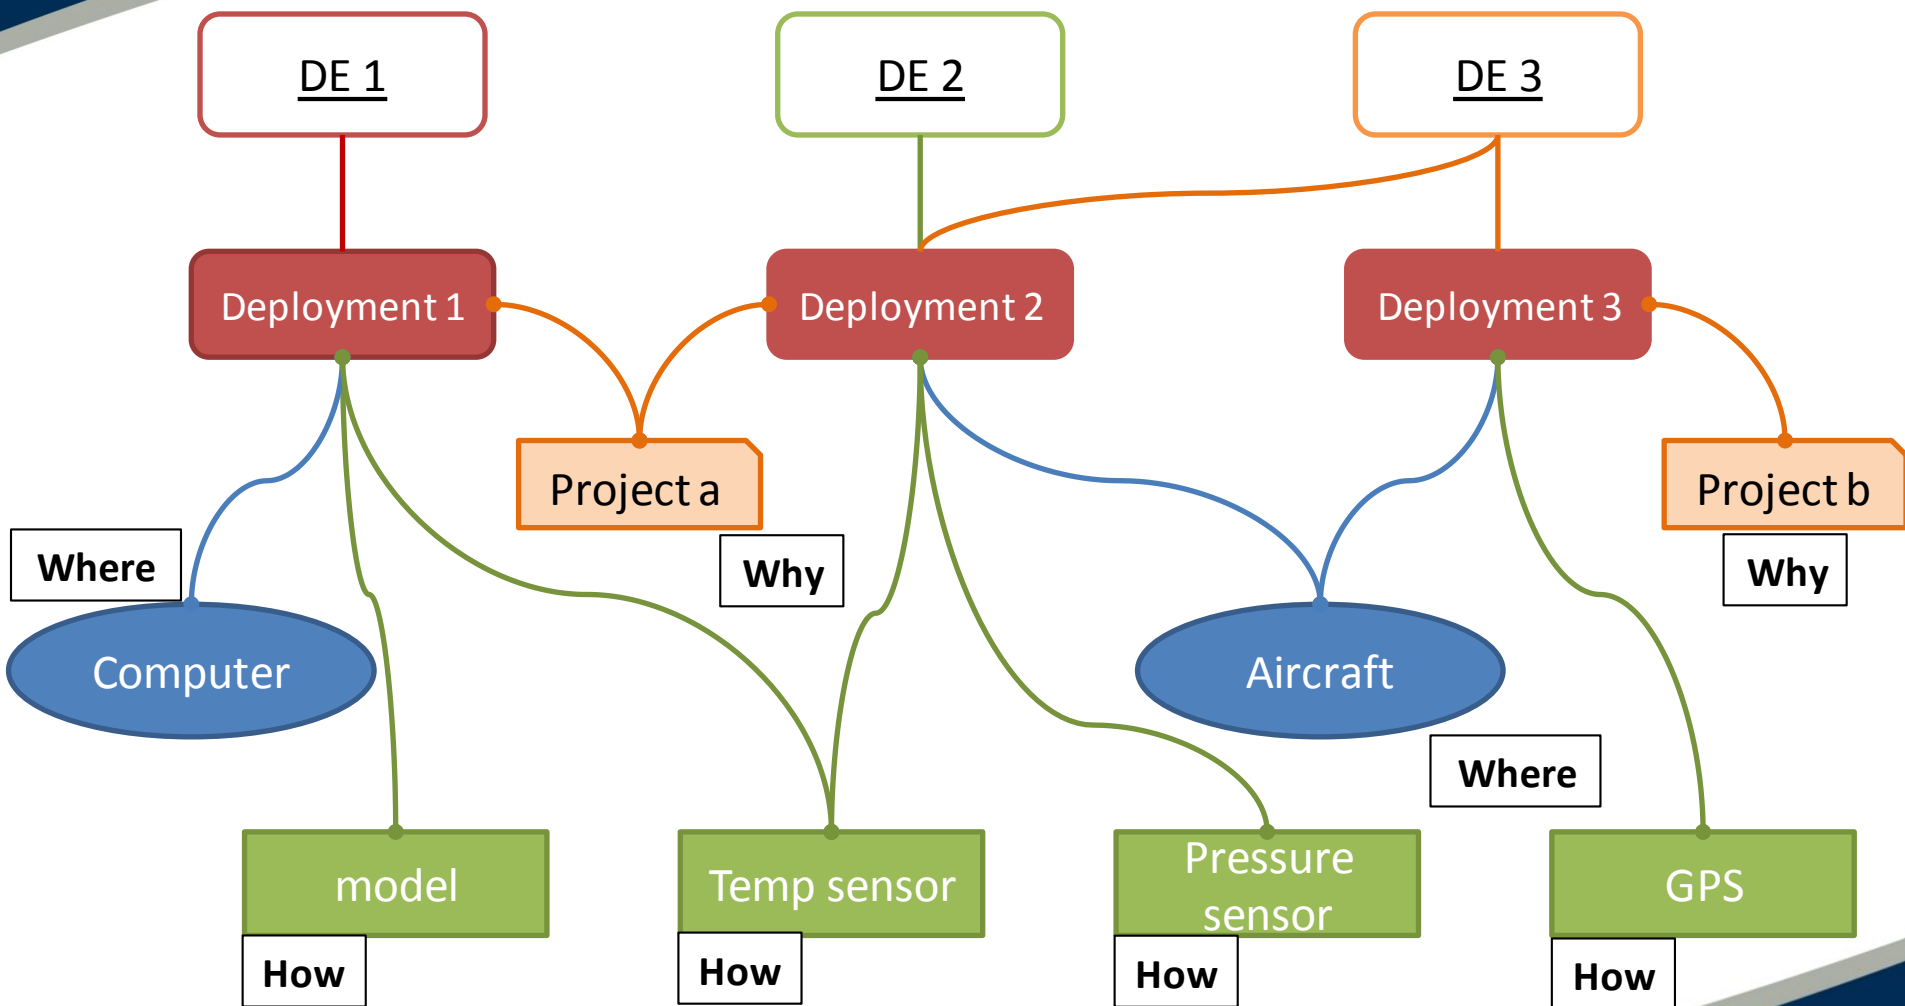 DE 1
DE 2
DE 3
Deployment 1
Deployment 2
Deployment 3
Project a
Project b
Where
Why
Why
Computer
Aircraft
Where
model
Temp sensor
Pressure
sensor
GPS
How
How
How
How